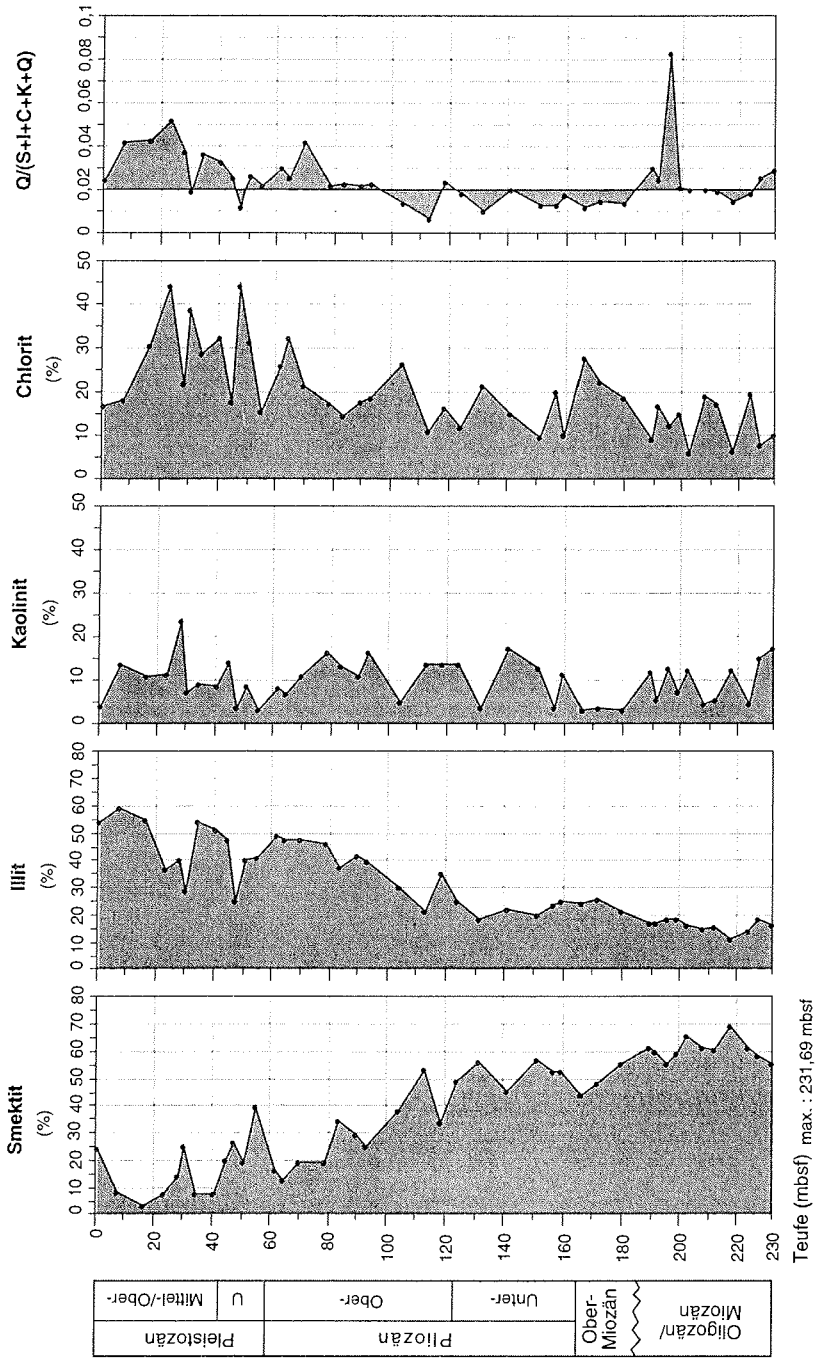 Q/(S+I+C+K+Q)
0 0,02 0,04 0,06 0,08 0,1
Chlorit
(%)
0 10 20 30 40 50
Kaolinit
(%)
0 10 20 30 40 50
Illit
(%)
0 10 20 30 40 50 60 70 80
Smektit
(%)
0 10 20 30 40 50 60 70 80
0 20 40 60 80 100 120 140 160 180 200 220 230
Teufe (mbsf) max. : 231,69 mbsf
Mittel-/Ober-
U
Ober-
Unter-
Pleistozän
Pliozän
Ober-
Miozän
Oligozän/
Miozän